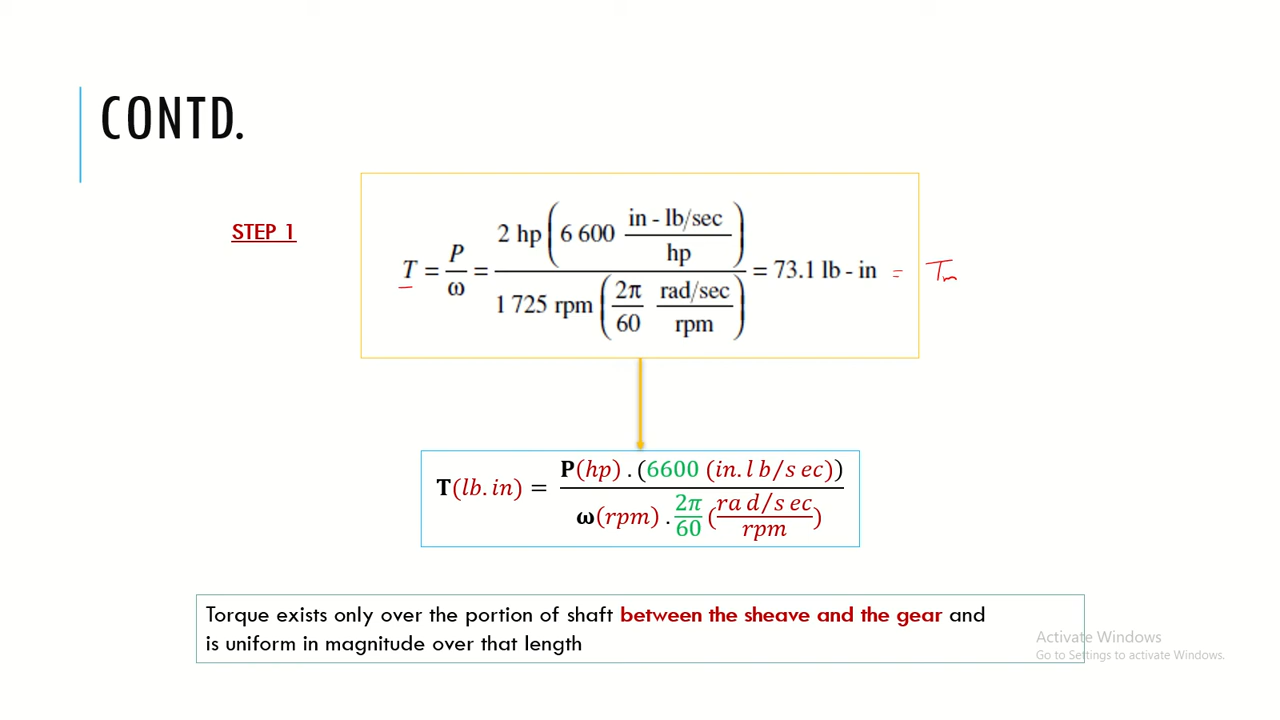 CONTD.
STEP 1
T = P/ω = 2 hp (6 600 in - lb/sec / hp) / 1 725 rpm (2π/60 rad/sec / rpm) = 73.1 lb - in = Tm
T(lb.in) = P(hp) . (6600 (in.l b/s ec)) / ω(rpm) . 2π/60 (ra d/s ec / rpm)
Torque exists only over the portion of shaft between the sheave and the gear and
is uniform in magnitude over that length
Activate Windows
Go to Settings to activate Windows.